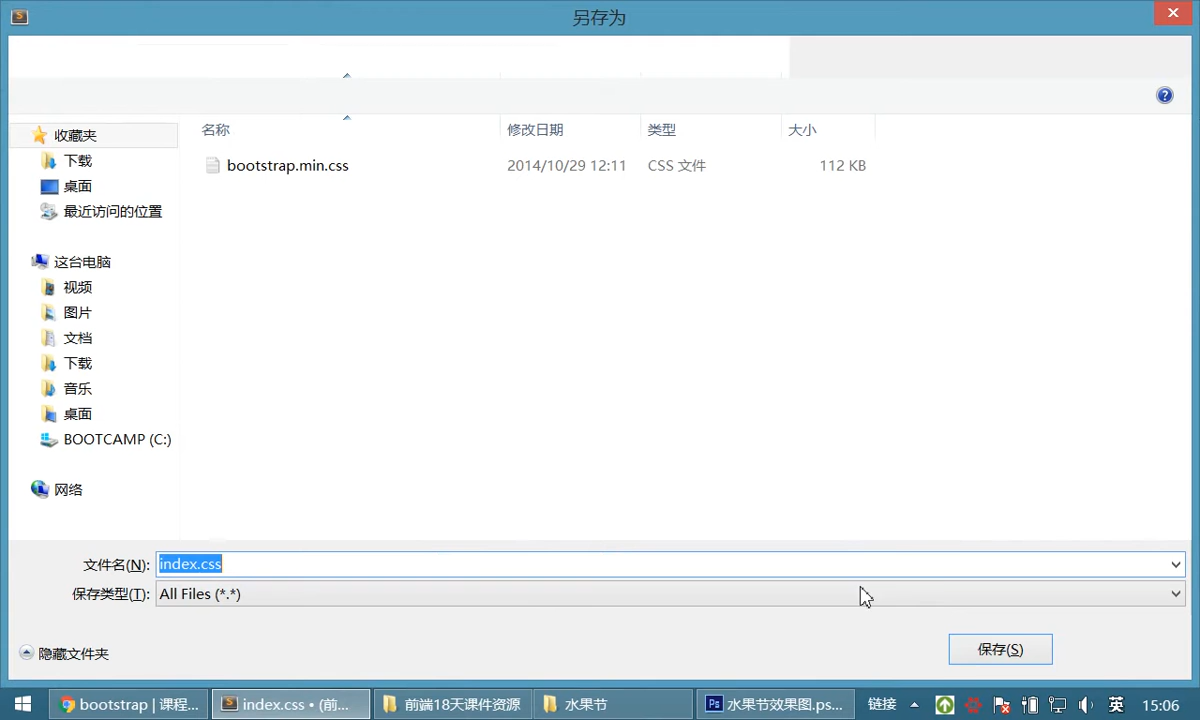 另存为
名称 修改日期 类型 大小
bootstrap.min.css 2014/10/29 12:11 CSS 文件 112 KB
收藏夹
下载
桌面
最近访问的位置
这台电脑
视频
图片
文档
下载
音乐
桌面
BOOTCAMP (C:)
网络
文件名(N): index.css
保存类型(T): All Files (*.*)
隐藏文件夹
保存(S)
bootstrap | 课程... index.css • (前... 前端18天课件资源 水果节 水果节效果图.ps... 链接 英 15:06